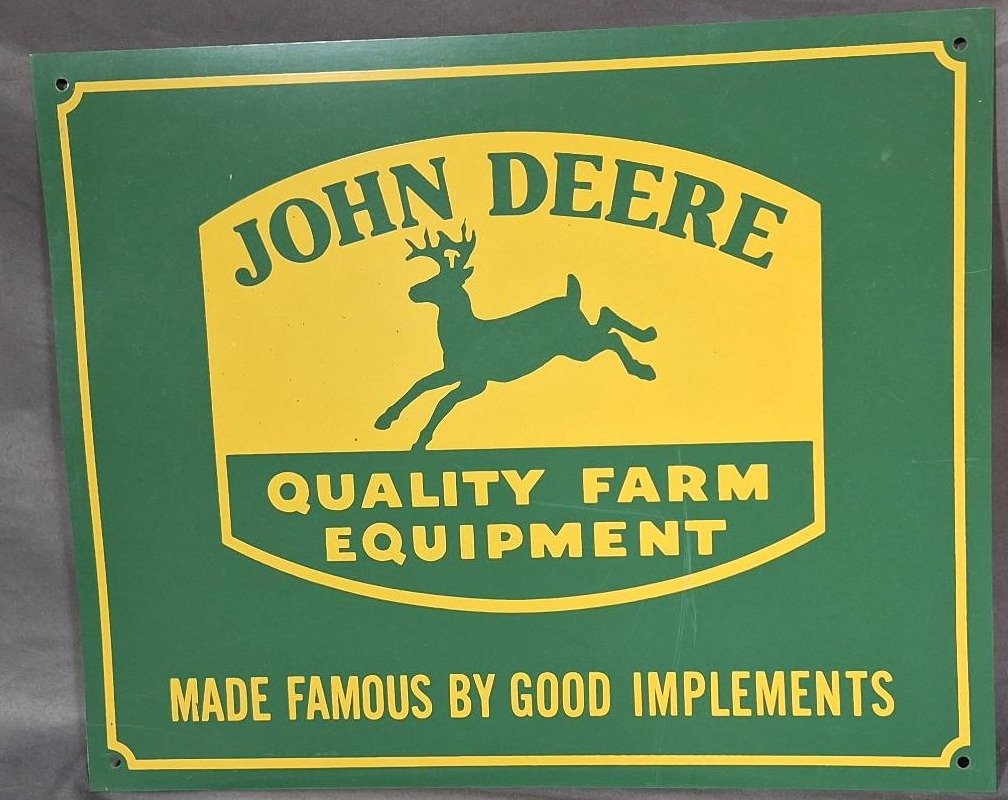 JOHN DEERE
QUALITY FARM
EQUIPMENT
MADE FAMOUS BY GOOD IMPLEMENTS